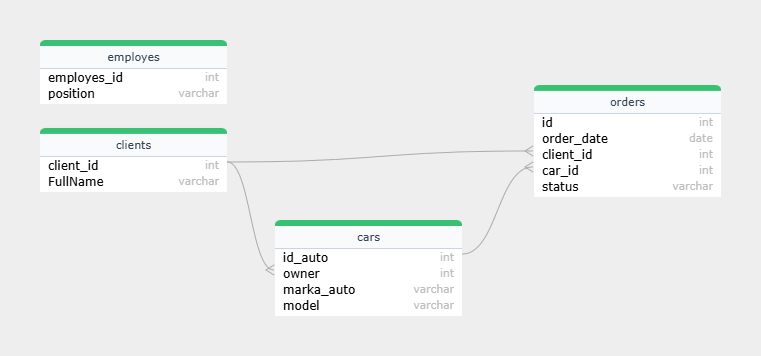 employes
employes_id int
position varchar
clients
client_id int
FullName varchar
cars
id_auto int
owner int
marka_auto varchar
model varchar
orders
id int
order_date date
client_id int
car_id int
status varchar